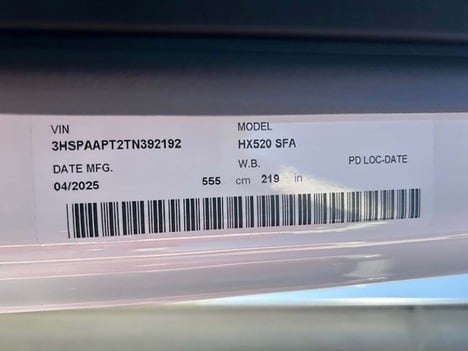 VIN MODEL
3HSPAAPT2TN392192 HX520 SFA
DATE MFG. W.B. PD LOC-DATE
04/2025 555 cm 219 in